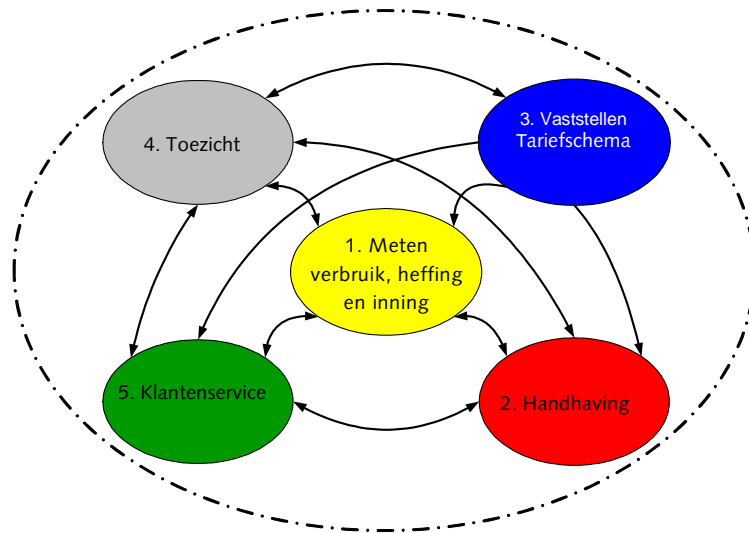 3. Vaststellen
Tariefschema
4. Toezicht
1. Meten
verbruik, heffing
en inning
5. Klantenservice
2. Handhaving